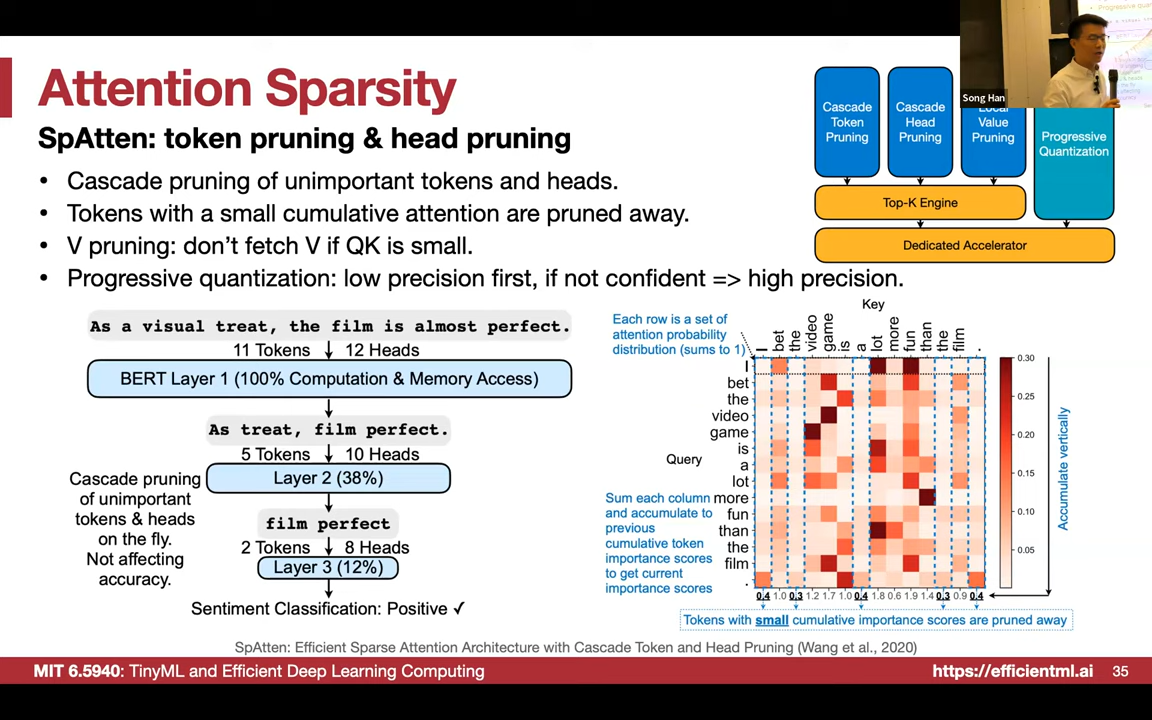 Attention Sparsity
SpAtten: token pruning & head pruning
• Cascade pruning of unimportant tokens and heads.
• Tokens with a small cumulative attention are pruned away.
• V pruning: don't fetch V if QK is small.
• Progressive quantization: low precision first, if not confident => high precision.
Cascade
Token
Pruning
Cascade
Head
Pruning
Local
Value
Pruning
Progressive
Quantization
Top-K Engine
Dedicated Accelerator
Song Han
As a visual treat, the film is almost perfect.
11 Tokens 12 Heads
BERT Layer 1 (100% Computation & Memory Access)
As treat, film perfect.
5 Tokens 10 Heads
Layer 2 (38%)
film perfect
2 Tokens 8 Heads
Layer 3 (12%)
Sentiment Classification: Positive ✓
Cascade pruning
of unimportant
tokens & heads
on the fly.
Not affecting
accuracy.
Each row is a set of
attention probability
distribution (sums to 1)
Key
I
bet
the
video
game
is
a
lot
more
fun
than
the
film
.
Query
I
bet
the
video
game
is
a
lot
more
fun
than
the
film
.
Sum each column
and accumulate to
previous
cumulative token
importance scores
to get current
importance scores
0.4 1.0 0.3 1.2 1.7 1.0 0.4 1.8 0.6 1.9 1.4 0.3 0.9 0.4
0.30
0.25
0.20
0.15
0.10
0.05
Accumulate vertically
Tokens with small cumulative importance scores are pruned away
SpAtten: Efficient Sparse Attention Architecture with Cascade Token and Head Pruning (Wang et al., 2020)
MIT 6.5940: TinyML and Efficient Deep Learning Computing
https://efficientml.ai
35